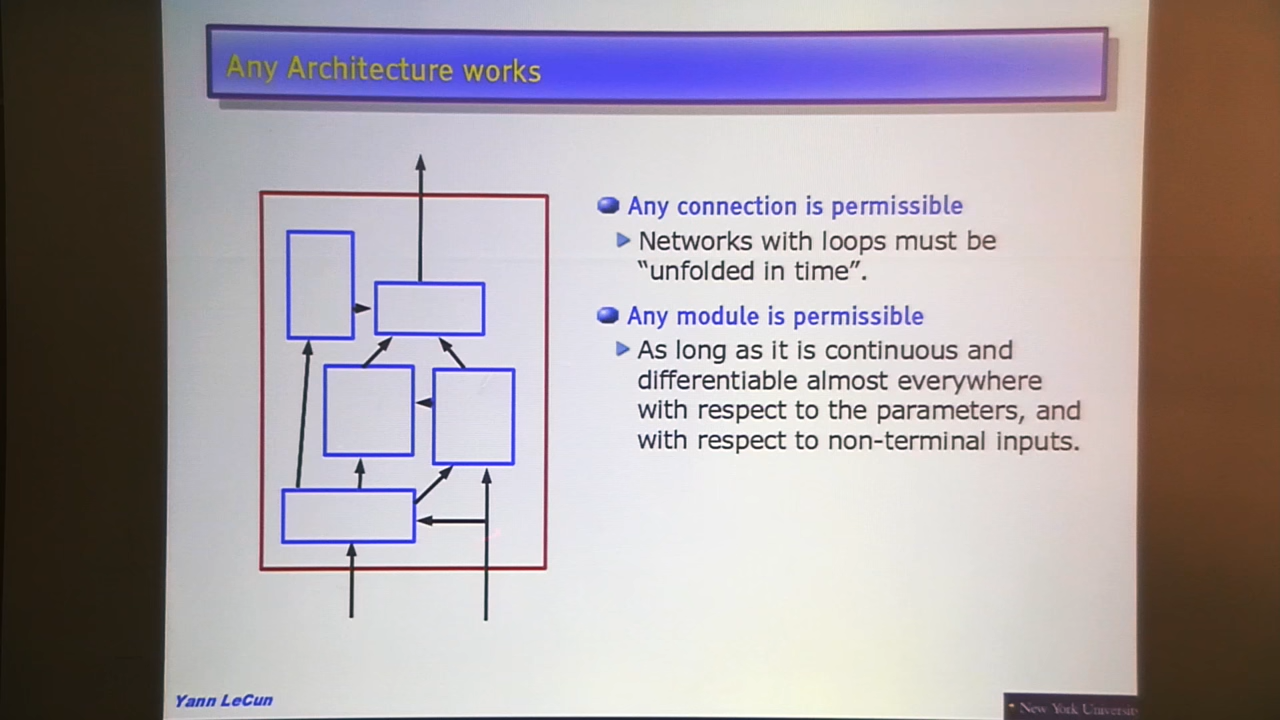 Any Architecture works
Any connection is permissible
Networks with loops must be
“unfolded in time”.
Any module is permissible
As long as it is continuous and
differentiable almost everywhere
with respect to the parameters, and
with respect to non-terminal inputs.
Yann LeCun
New York